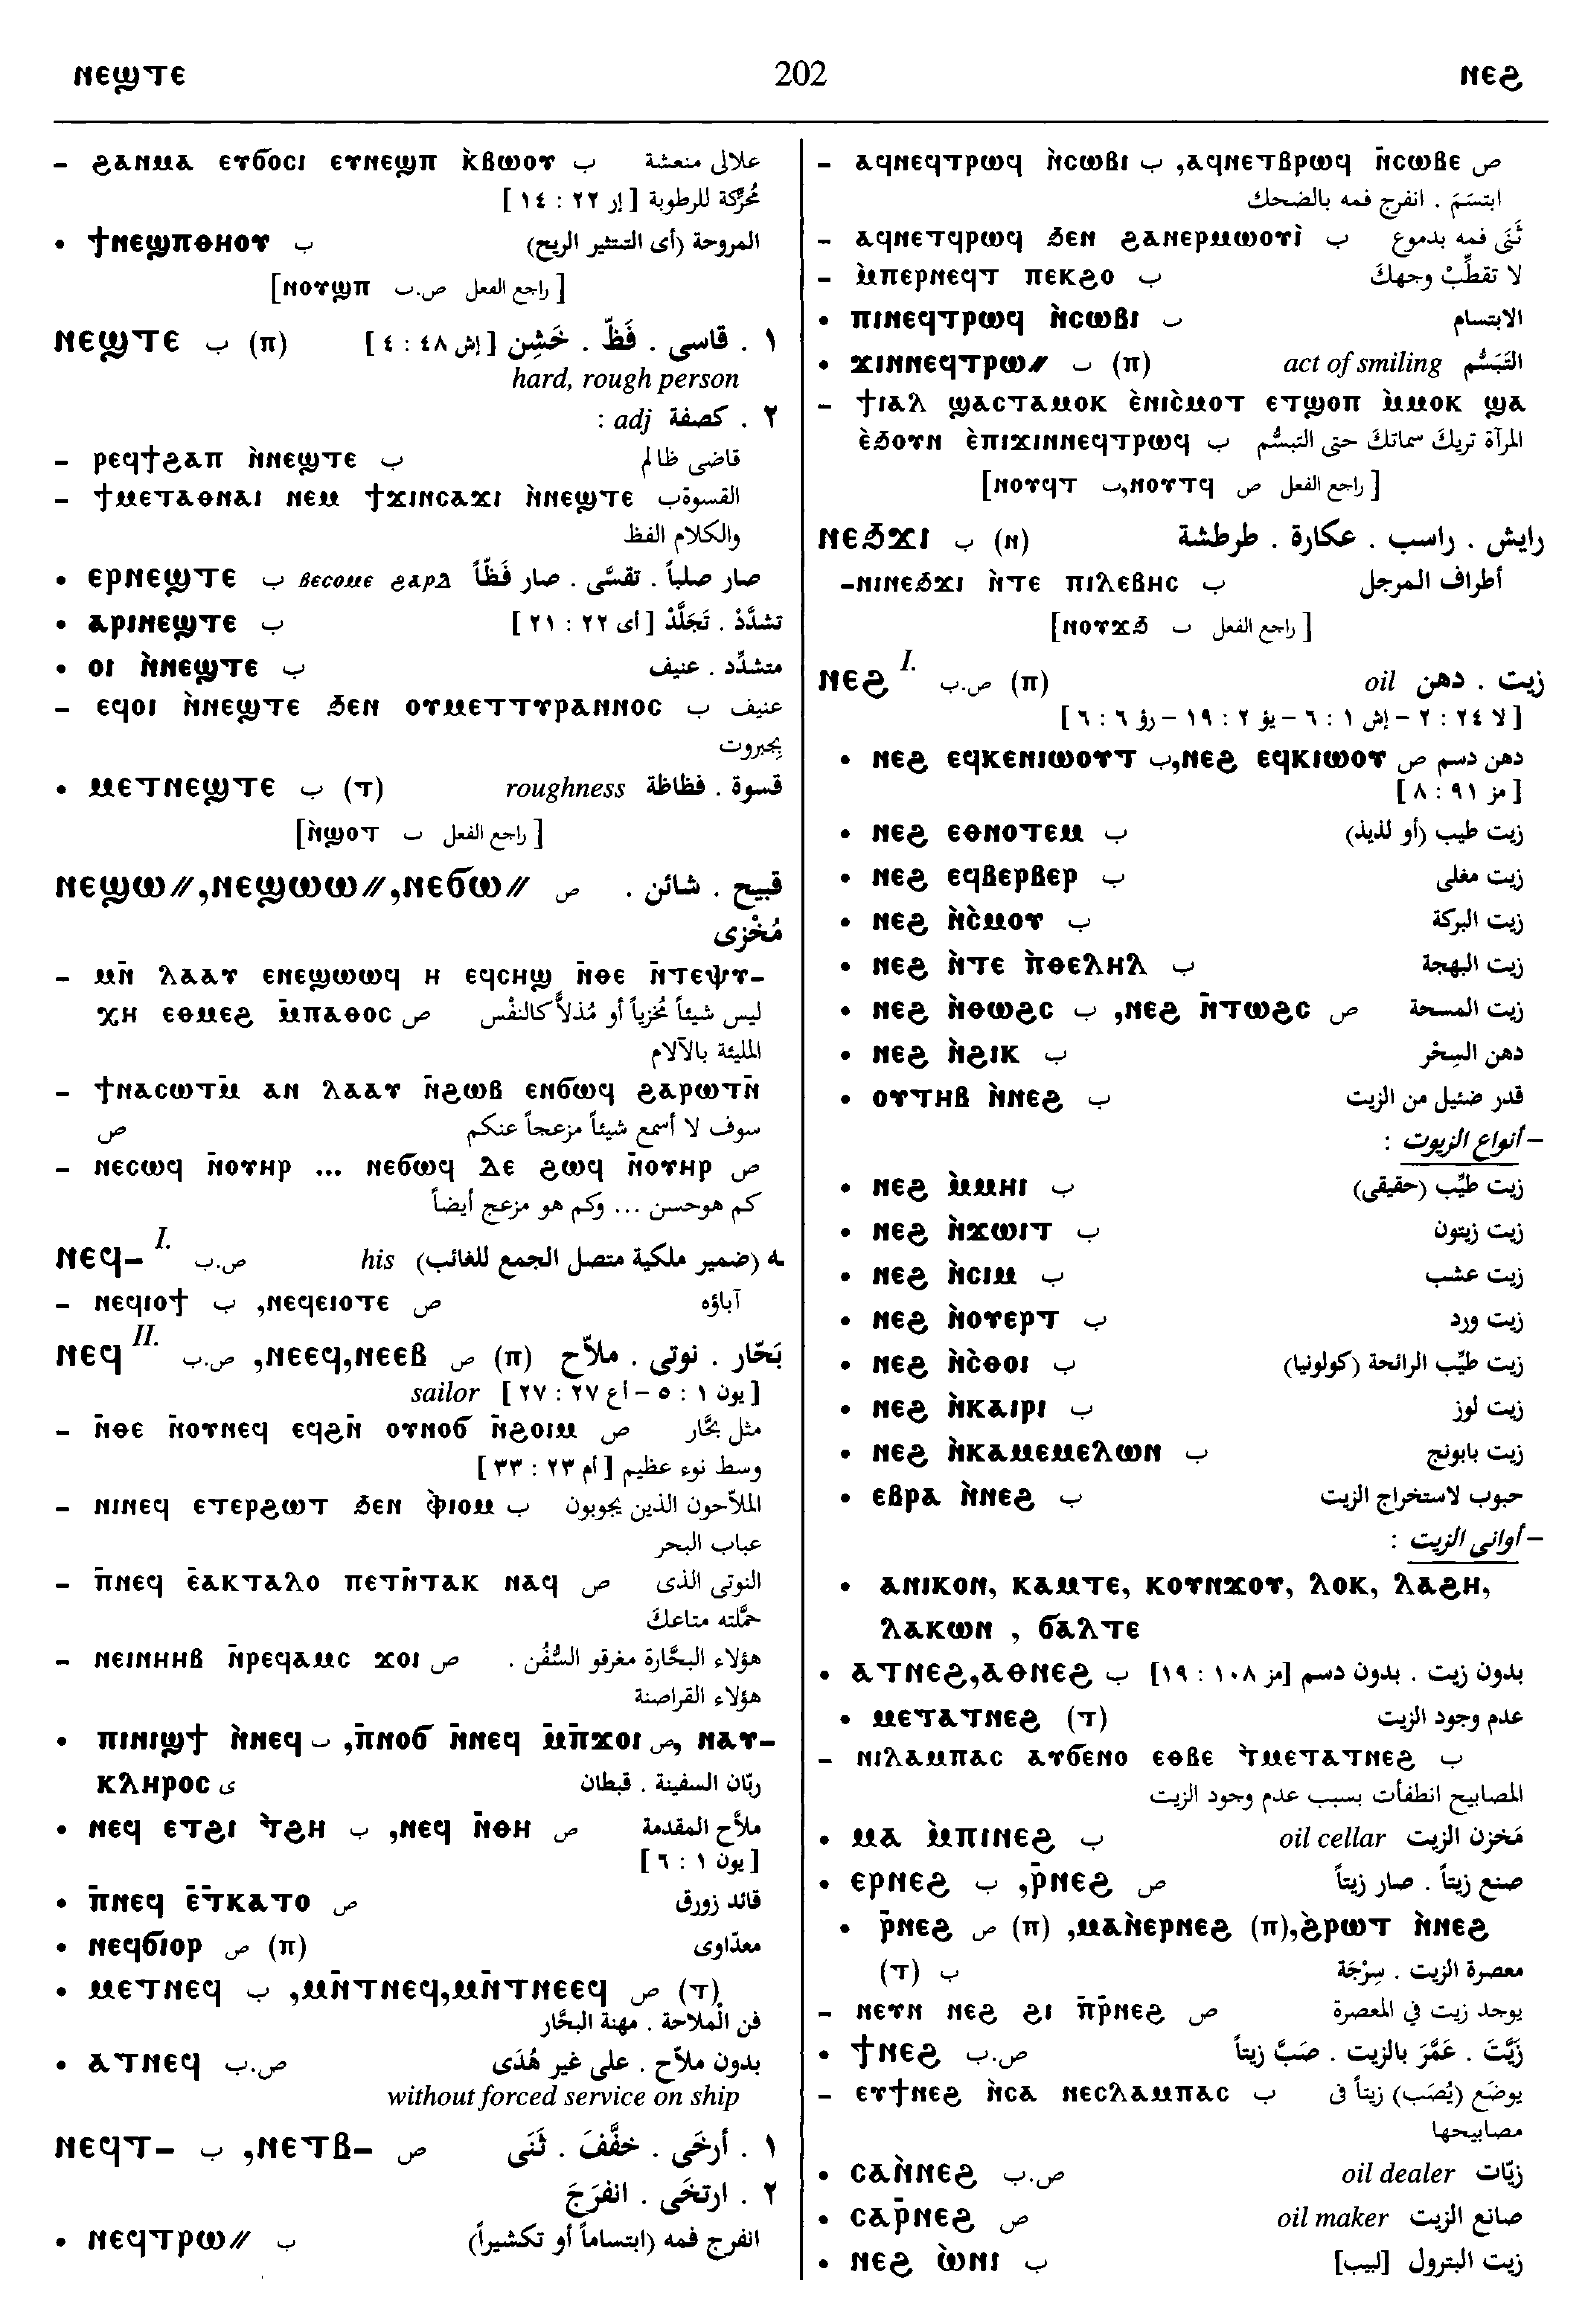 ⲛⲉϣⲧⲉ 202 ⲛⲉϩ
– ϩⲁⲛⲙⲁ ⲉⲩϭⲟⲥⲓ ⲉⲩⲛⲉϣⲡ ⲕ̀ⲃⲱⲟⲩ ب علالى منعشة
مُحرِّكة للرطوبة [ إر ٢٢ : ١٤ ]
• ϯⲛⲉϣⲡⲑⲏⲟⲩ ب المروحة (أى التـتثير الريح)
[ⲛⲟⲩϣⲡ راجع الفعل ص.ب ]
ⲛⲉϣⲧⲉ ب (ⲡ) ١ . قاسى . فَظّ . خَشِن [ إش ٤٨ : ٤ ]
hard, rough person
٢ . كصفة adj :
– ⲣⲉϥϯϩⲁⲡ ⲛ̀ⲛⲉϣⲧⲉ ب قاضى ظالم
– ϯⲙⲉⲧⲁⲑⲛⲁⲓ ⲛⲉⲙ ϯϫⲓⲛⲥⲁϫⲓ ⲛ̀ⲛⲉϣⲧⲉ ب القسوة
والكلام الفظ
• ⲉⲣⲛⲉϣⲧⲉ ب become hard صار صلباً . تقسَّى . صار فَظّاً
• ⲁⲣⲓⲛⲉϣⲧⲉ ب تشدَّدْ . تَجَلَّدْ [ أى ٢٢ : ٢١ ]
• ⲟⲓ ⲛ̀ⲛⲉϣⲧⲉ ب متشدِّد . عنيف
– ⲉϥⲟⲓ ⲛ̀ⲛⲉϣⲧⲉ ϧⲉⲛ ⲟⲩⲙⲉⲧⲧⲩⲣⲁⲛⲛⲟⲥ ب عنيف
بِجبروت
• ⲙⲉⲧⲛⲉϣⲧⲉ ب (ⲧ) roughness قسوة . فظاظة
[ⲛ̀ϣⲟⲧ راجع الفعل ب ]
ⲛⲉϣⲱ//,ⲛⲉϣⲱⲱ//,ⲛⲉϭⲱ// ص قبيح . شائن .
مُخْزى
– ⲙⲛ̄ ⲗⲁⲁⲩ ⲉⲛⲉϣⲱⲱϥ ⲏ ⲉϥⲥⲏϣ ⲛ̄ⲑⲉ ⲛ̄ⲧⲉⲯⲩ-
ⲭⲏ ⲉⲑⲙⲉϩ ⲙ̄ⲡⲁⲑⲟⲥ ص ليس شيئاً مُخزياً أو مُذلاًّ كالنفْس
المليئة بالآلام
– ϯⲛⲁⲥⲱⲧⲙ̄ ⲁⲛ ⲗⲁⲁⲩ ⲛ̄ϩⲱⲃ ⲉⲛϭⲱϥ ϩⲁⲣⲱⲧⲛ̄
ص سوف لا أسمع شيئاً مزعجاً عنكم
– ⲛⲉⲥⲱϥ ⲛ̄ⲟⲩⲏⲣ ... ⲛⲉϭⲱϥ ⲇⲉ ϩⲱϥ ⲛ̄ⲟⲩⲏⲣ ص
كم هوحسن ... وكم هو مزعج أيضاً
ⲛⲉϥ– I. ص.ب his ـه (ضمير ملكية متصل الجمع للغائب)
– ⲛⲉϥⲓⲟϯ ب ,ⲛⲉϥⲉⲓⲟⲧⲉ ص آباؤه
ⲛⲉϥ II. ص.ب ,ⲛⲉⲉϥ,ⲛⲉⲉⲃ ص (ⲡ) بَحّار . نوتى . ملاّح
sailor [ يون ١ : ٥ – أع ٢٧ : ٢٧ ]
– ⲛ̄ⲑⲉ ⲛ̄ⲟⲩⲛⲉϥ ⲉϥϩⲛ̄ ⲟⲩⲛⲟϭ ⲛ̄ϩⲟⲓⲙ ص مثل بحَّار
وسط نوء عظيم [ أم ٢٣ : ٣٣ ]
– ⲛⲓⲛⲉϥ ⲉⲧⲉⲣϩⲱⲧ ϧⲉⲛ ⲫ̀ⲓⲟⲙ ب الملاّحون الذين يجوبون
عباب البحر
– ⲡ̄ⲛⲉϥ ⲉ̄ⲁⲕⲧⲁⲗⲟ ⲡⲉⲧⲛ̄ⲧⲁⲕ ⲛⲁϥ ص النوتى الذى
حمَّلته متاعكَ
– ⲛⲉⲓⲛⲏⲏⲃ ⲛ̄ⲣⲉϥⲱⲙⲥ ϫⲟⲓ ص هؤلاء البحَّارة مغرقو السُّفُن .
هؤلاء القراصنة
• ⲡⲓⲛⲓϣϯ ⲛ̀ⲛⲉϥ ب ,ⲡ̄ⲛⲟϭ ⲛ̄ⲛⲉϥ ⲙ̄ⲡ̄ϫⲟⲓ ص, ⲛⲁⲩ-
ⲕⲗⲏⲣⲟⲥ ى ربّان السفينة . قبطان
• ⲛⲉϥ ⲉⲧϩⲓ ⲧ̀ϩⲏ ب ,ⲛⲉϥ ⲛ̄ⲑⲏ ص ملاَّح المقدمة
[ يون ١ : ٦ ]
• ⲡ̄ⲛⲉϥ ⲉ̄ⲧ̄ⲕⲁⲧⲟ ص قائد زورق
• ⲛⲉϥϭⲓⲟⲣ ص (ⲡ) معدّاوى
• ⲙⲉⲧⲛⲉϥ ب ,ⲙⲛ̄ⲧⲛⲉϥ,ⲙⲛ̄ⲧⲛⲉⲉϥ ص (ⲧ)
فن الملاحة . مهنة البحَّار
• ⲁⲧⲛⲉϥ ص.ب بدون ملاّح . على غير هُدَى
without forced service on ship
ⲛⲉϥⲧ– ب ,ⲛⲉⲧⲃ– ص ١ . أرخَى . خفَّفَ . ثَنَى
٢ . ارتخَى . انفرَجَ
• ⲛⲉϥⲧⲣⲱ// ب انفرج فمه (ابتساماً أو تكشيراً)
– ⲁϥⲛⲉϥⲧⲣⲱϥ ⲛ̀ⲥⲱⲃⲓ ب ,ⲁϥⲛⲉⲧⲃⲣⲱϥ ⲛ̄ⲥⲱⲃⲉ ص
ابتسَمَ . انفرج فمه بالضحك
– ⲁϥⲛⲉⲧϥⲣⲱϥ ϧⲉⲛ ϩⲁⲛⲉⲣⲙⲱⲟⲩⲓ̀ ب ثَنَى فمه بدموع
– ⲙ̀ⲡⲉⲣⲛⲉϥⲧ ⲡⲉⲕϩⲟ ب لا تقطِّبْ وجهكَ
• ⲡⲓⲛⲉϥⲧⲣⲱϥ ⲛ̀ⲥⲱⲃⲓ ب الابتسام
• ϫⲓⲛⲛⲉϥⲧⲣⲱ// ب (ⲡ) act of smiling التَبَسُّم
– ϯⲓⲁⲗ ϣⲁⲥⲧⲁⲙⲟⲕ ⲉ̀ⲛⲓⲥ̀ⲙⲟⲧ ⲉⲧϣⲟⲡ ⲙ̀ⲙⲟⲕ ϣⲁ
ⲉ̀ϧⲟⲩⲛ ⲉ̀ⲡⲓϫⲓⲛⲛⲉϥⲧⲣⲱϥ ب المرآة تريكَ سماتكَ حتى التبسُّم
[ⲛⲟⲩϥⲧ ب,ⲛⲟⲩⲧϥ راجع الفعل ص ]
ⲛⲉϧϫⲓ ب (ⲛ) رايش . راسب . عكارة . طرطشة
–ⲛⲓⲛⲉϧϫⲓ ⲛ̀ⲧⲉ ⲡⲓⲗⲉⲃⲏⲥ ب أطراف المرجل
[ⲛⲟⲩϫϧ راجع الفعل ب ]
ⲛⲉϩ I. ص.ب (ⲡ) oil زيت . دهن
[ لا ٢٤ : ٢ – إش ١ : ٦ – يؤ ٢ : ١٩ – رؤ ٦ : ٦ ]
• ⲛⲉϩ ⲉϥⲕⲉⲛⲓⲱⲟⲩⲧ ب,ⲛⲉϩ ⲉϥⲕⲓⲱⲟⲩ ص دهن دسم
[ مز ٩١ : ٨ ]
• ⲛⲉϩ ⲉⲑⲛⲟⲧⲉⲙ ب زيت طيب (أو لذيذ)
• ⲛⲉϩ ⲉϥⲃⲉⲣⲃⲉⲣ ب زيت مغلى
• ⲛⲉϩ ⲛ̀ⲥ̀ⲙⲟⲩ ب زيت البركة
• ⲛⲉϩ ⲛ̀ⲧⲉ ⲡ̀ⲑⲉⲗⲏⲗ ب زيت البهجة
• ⲛⲉϩ ⲛ̀ⲑⲱϩⲥ ب ,ⲛⲉϩ ⲛ̄ⲧⲱϩⲥ ص زيت المسحة
• ⲛⲉϩ ⲛ̀ϩⲓⲕ ب دهن السِحْر
• ⲟⲩⲧⲏⲃ ⲛ̀ⲛⲉϩ ب قدر ضئيل من الزيت
–أنواع الزيوت :
• ⲛⲉϩ ⲙ̀ⲙⲏⲓ ب زيت طيِّب (حقيقى)
• ⲛⲉϩ ⲛ̀ϫⲱⲓⲧ ب زيت زيتون
• ⲛⲉϩ ⲛ̀ⲥⲓⲙ ب زيت عشب
• ⲛⲉϩ ⲛ̀ⲟⲩⲉⲣⲧ ب زيت ورد
• ⲛⲉϩ ⲛ̀ⲥ̀ⲑⲟⲓ ب زيت طيِّب الرائحة (كولونيا)
• ⲛⲉϩ ⲛ̀ⲕⲁⲓⲣⲓ ب زيت لوز
• ⲛⲉϩ ⲛ̀ⲕⲁⲙⲉⲙⲉⲗⲱⲛ ب زيت بابونج
• ⲉⲃⲣⲁ ⲛ̀ⲛⲉϩ ب حبوب لاستخراج الزيت
–أوانى الزيت :
• ⲁⲛⲓⲕⲟⲛ, ⲕⲁⲙⲧⲉ, ⲕⲟⲩⲛϫⲟⲩ, ⲗⲟⲕ, ⲗⲁϩⲏ,
ⲗⲁⲕⲱⲛ , ϭⲁⲗⲧⲉ
• ⲁⲧⲛⲉϩ,ⲁⲑⲛⲉϩ ب بدون زيت . بدون دسم [مز ١٠٨ : ١٩]
• ⲙⲉⲧⲁⲧⲛⲉϩ (ⲧ) عدم وجود الزيت
– ⲛⲓⲗⲁⲙⲡⲁⲥ ⲁⲩϭⲉⲛⲟ ⲉⲑⲃⲉ ⲧ̀ⲙⲉⲧⲁⲧⲛⲉϩ ب
المصابيح انطفأت بسبب عدم وجود الزيت
• ⲙⲁ ⲙ̀ⲡⲓⲛⲉϩ ب oil cellar مَخزن الزيت
• ⲉⲣⲛⲉϩ ب ,ⲣ̄ⲛⲉϩ ص صنع زيتاً . صار زيتاً
• ⲣ̄ⲛⲉϩ ص (ⲡ) ,ⲙⲁⲛ̀ⲉⲣⲛⲉϩ (ⲡ),ϩ̀ⲣⲱⲧ ⲛ̀ⲛⲉϩ
(ⲧ) ب معصرة الزيت . سِرْجَة
– ⲛⲉⲩⲛ ⲛⲉϩ ϩⲓ ⲡ̄ⲣ̄ⲛⲉϩ ص يوجد زيت في المعصرة
• ϯⲛⲉϩ ص.ب زَيَّتَ . عَمَّرَ بالزيت . صَبَّ زيتاً
– ⲉⲩϯⲛⲉϩ ⲛ̀ⲥⲁ ⲛⲉⲥⲗⲁⲙⲡⲁⲥ ب يوضَع (يُصَب) زيتاً فى
مصابيحها
• ⲥⲁⲛ̀ⲛⲉϩ ص.ب oil dealer زيّات
• ⲥⲁⲣ̄ⲛⲉϩ ص oil maker صانع الزيت
• ⲛⲉϩ ⲱ̀ⲛⲓ ب زيت البترول [لبيب]